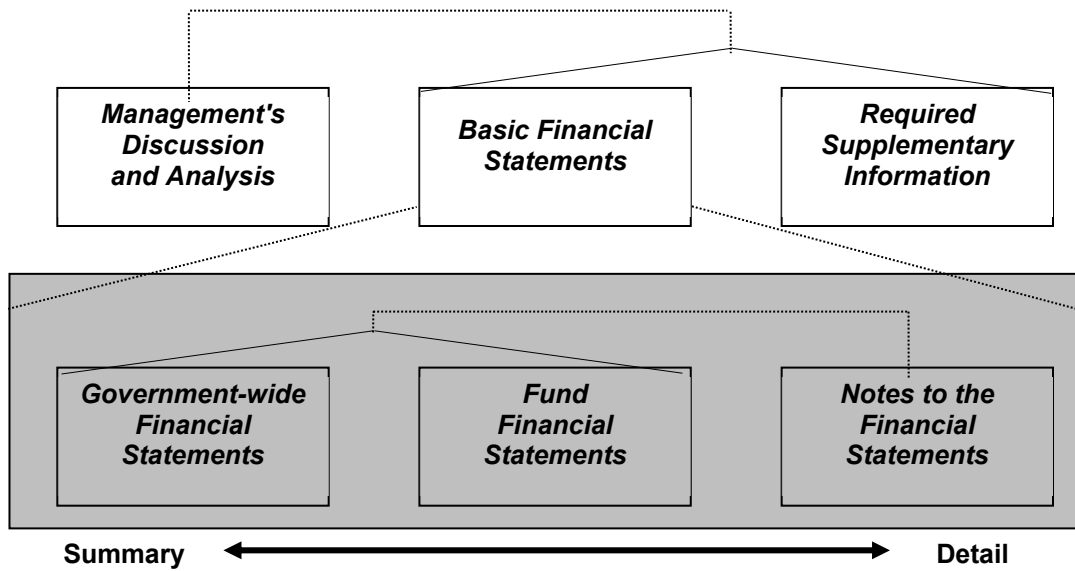 Management's
Discussion
and Analysis
Basic Financial
Statements
Required
Supplementary
Information
Government-wide
Financial
Statements
Fund
Financial
Statements
Notes to the
Financial
Statements
Summary
Detail